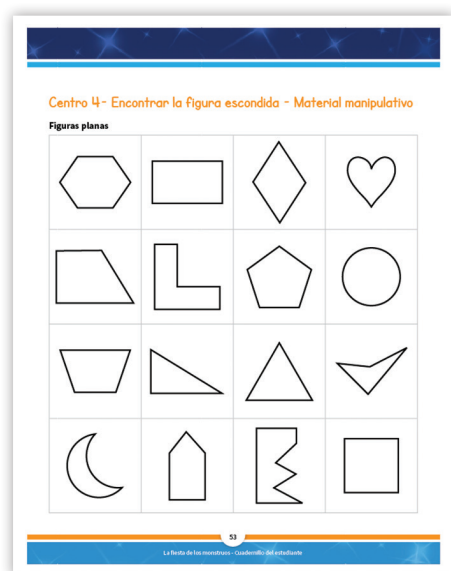 Centro 4- Encontrar la figura escondida - Material manipulativo
Figuras planas
53
La fiesta de los monstruos - Cuadernillo del estudiante